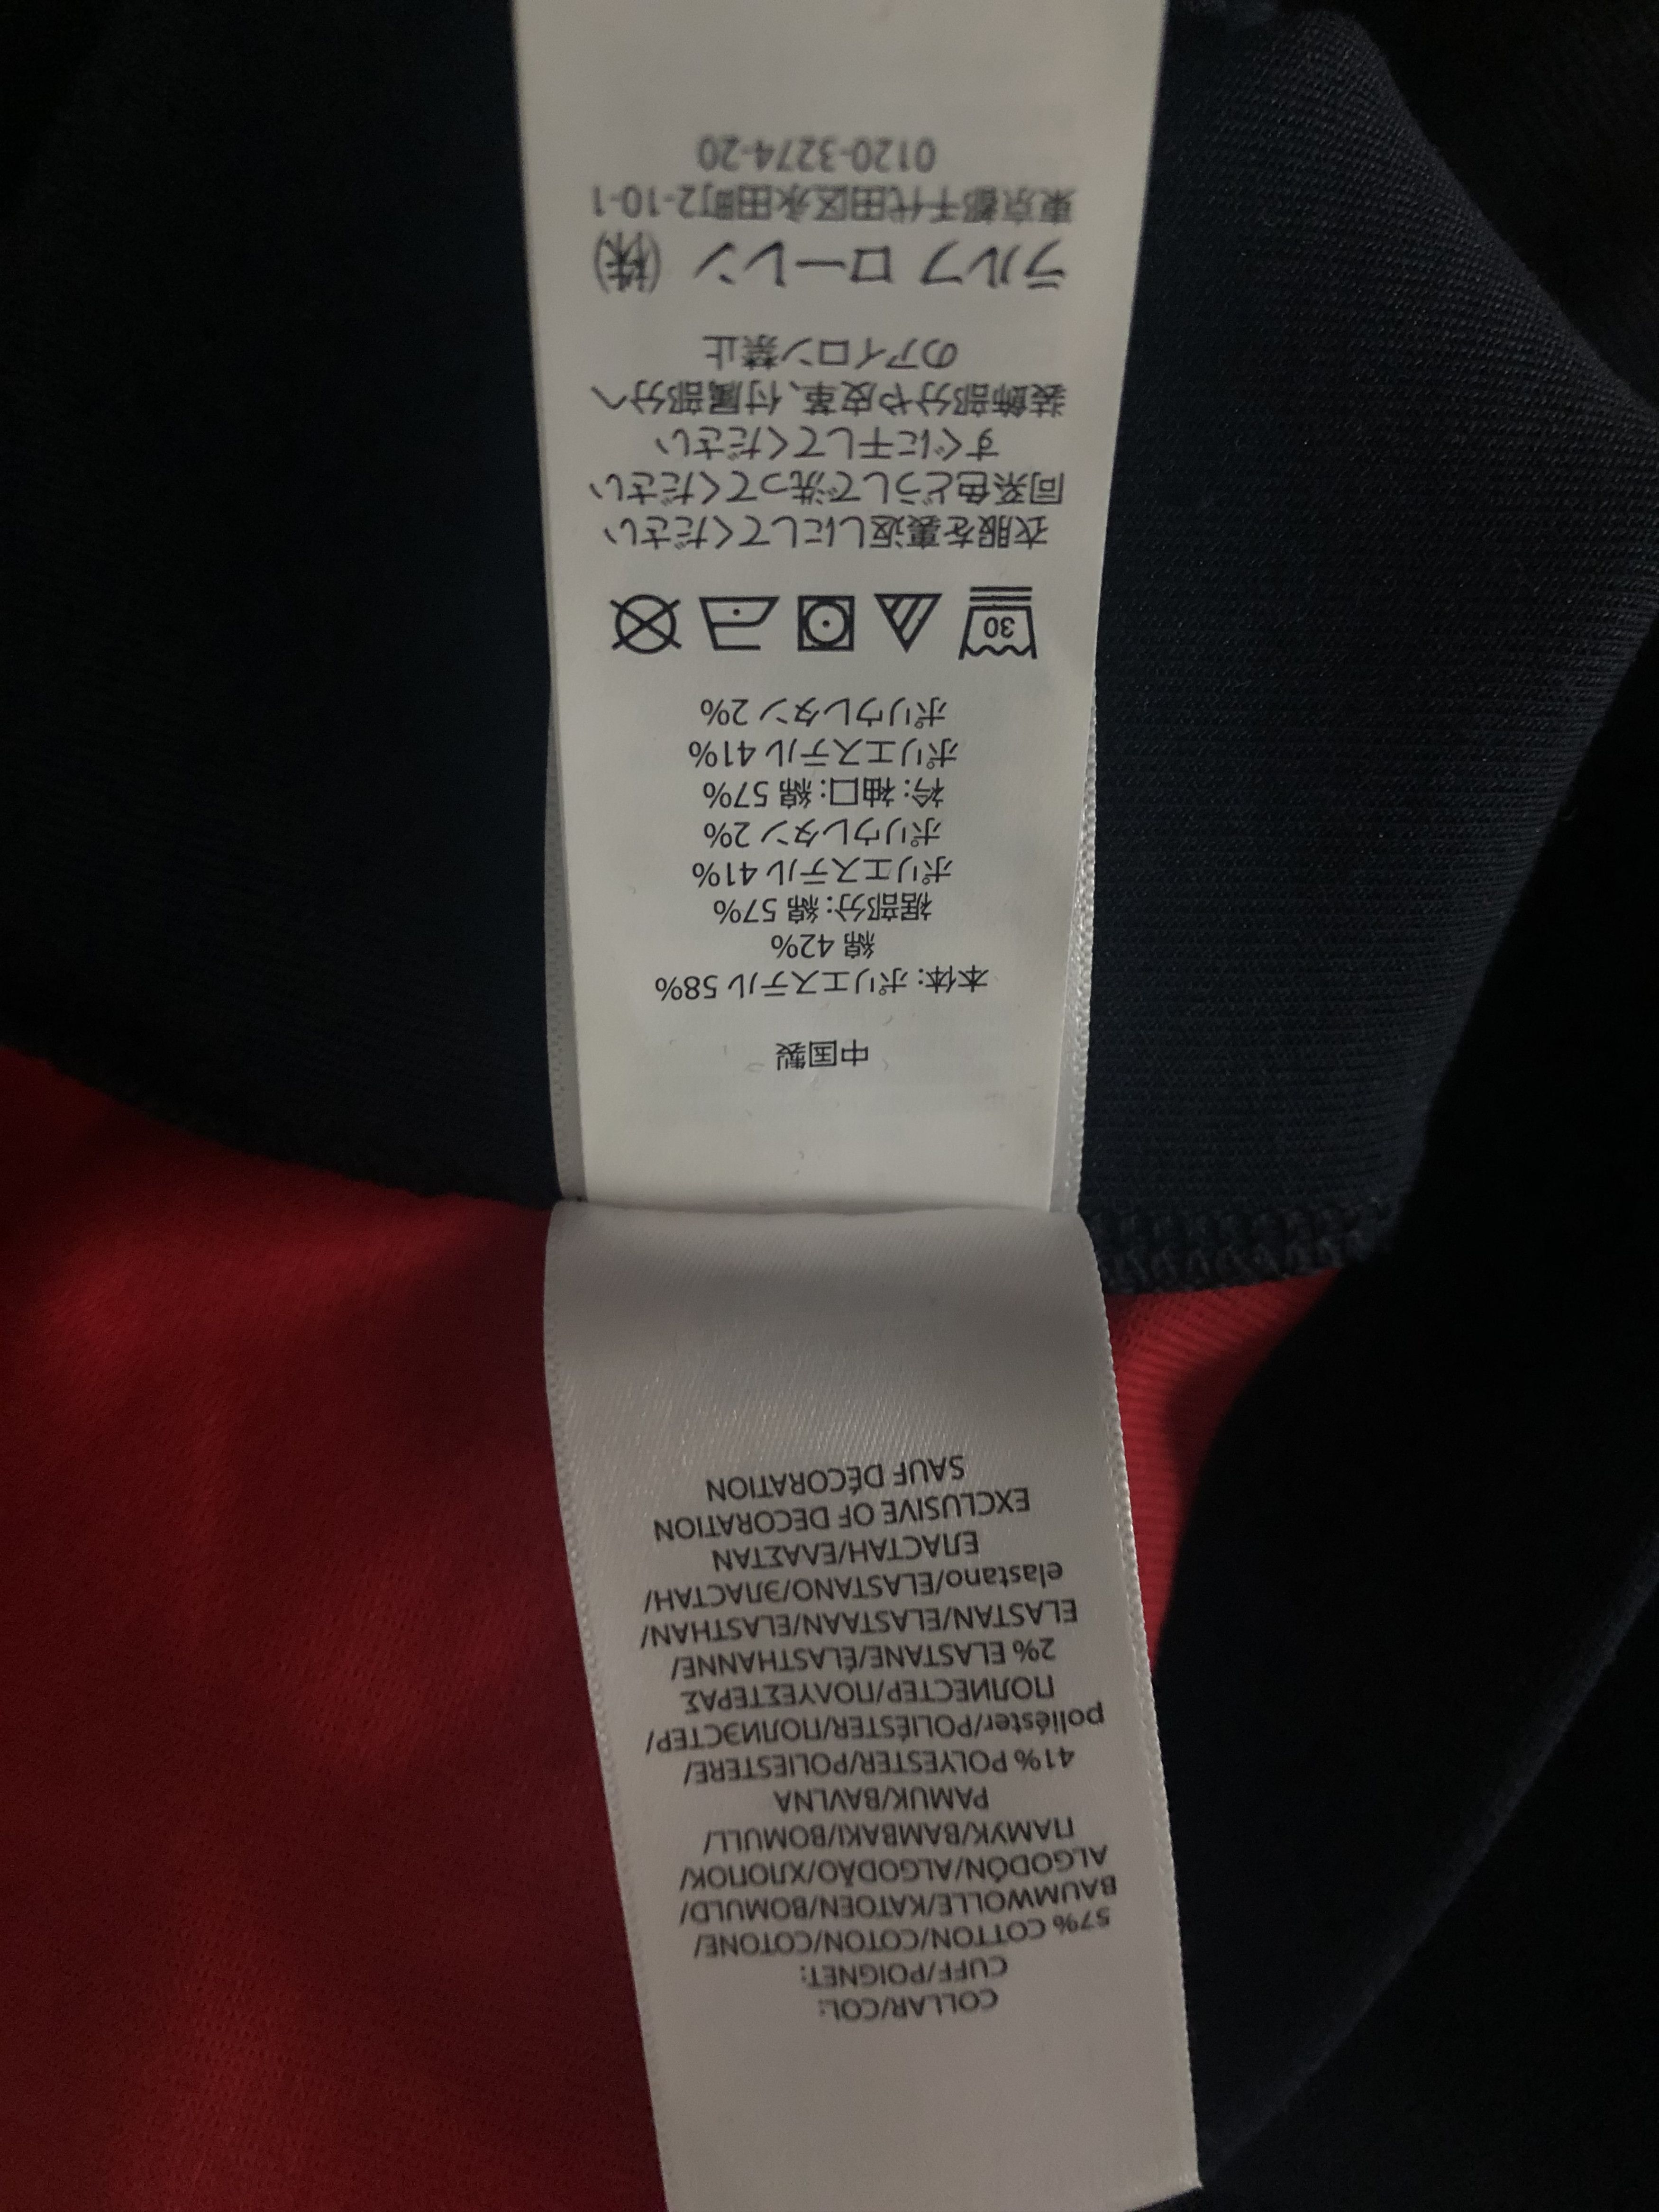 COLLAR/COL:
CUFF/POIGNET:
57% COTTON/COTON/COTONE/
BAUMWOLLE/KATOEN/BOMULD/
ALGODÓN/ALGODÃO/ХЛОПОК/
ПАМУК/BAMBAKI/BOMULL/
PAMUK/BAVLNA
41% POLYESTER/POLIESTERE/
poliéster/POLIÉSTER/ПОЛИЭСТЕР/
ПОЛИЕСТЕР/ΠΟΛΥΕΣΤΕΡΑΣ
2% ELASTANE/ÉLASTHANNE/
ELASTAN/ELASTAAN/ELASTHAN/
elastano/ELASTANO/ЭЛАСТАН/
ЕЛАСТАН/ΕΛΑΣΤΑΝ
EXCLUSIVE OF DECORATION
SAUF DÉCORATION
中国製
本体: ポリエステル 58%
綿 42%
裾部分: 綿 57%
ポリエステル 41%
ポリウレタン 2%
衿: 袖口: 綿 57%
ポリエステル 41%
ポリウレタン 2%
30
衣服を裏返しにしてください
同系色どうしで洗ってください
すぐに干してください
装飾部分や皮革、付属部分へ
のアイロン禁止
ラルフ ローレン (株)
東京都千代田区永田町2-10-1
0120-3274-20